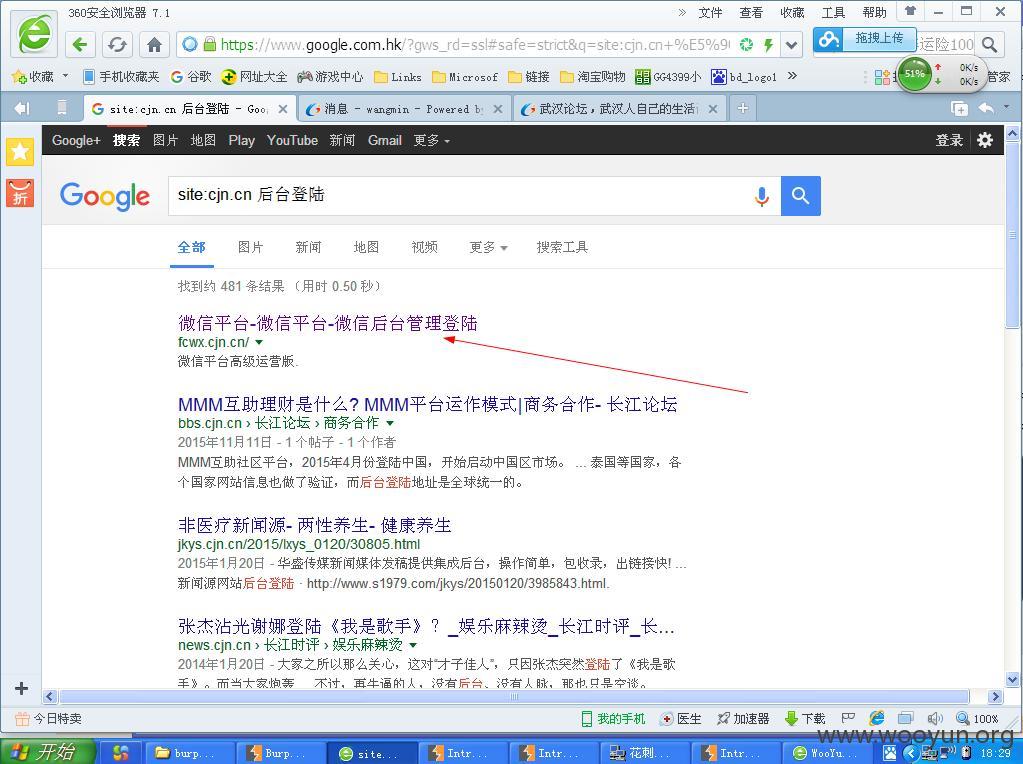 360安全浏览器 7.1
» 文件 查看 收藏 工具 帮助
https://www.google.com.hk/?gws_rd=ssl#safe=strict&q=site:cjn.cn+%E5%9
拖拽上传
运险100
收藏 手机收藏夹 谷歌 网址大全 游戏中心 Links Microsof 链接 淘宝购物 GG4399小 bd_logo1 »
51%
0K/s
0K/s
管家
site:cjn.cn 后台登陆 - Goo
消息 - wangmin - Powered by
武汉论坛，武汉人自己的生活
Google+ 搜索 图片 地图 Play YouTube 新闻 Gmail 更多
登录
折
Google
site:cjn.cn 后台登陆
全部 图片 新闻 地图 视频 更多 搜索工具
找到约 481 条结果 （用时 0.50 秒）
微信平台-微信平台-微信后台管理登陆
fcwx.cjn.cn/
微信平台高级运营版.
MMM互助理财是什么? MMM平台运作模式|商务合作- 长江论坛
bbs.cjn.cn › 长江论坛 › 商务合作
2015年11月11日 - 1 个帖子 - 1 个作者
MMM互助社区平台，2015年4月份登陆中国，开始启动中国区市场。 ... 泰国等国家，各
个国家网站信息也做了验证，而后台登陆地址是全球统一的。
非医疗新闻源- 两性养生- 健康养生
jkys.cjn.cn/2015/lxys_0120/30805.html
2015年1月20日 - 华盛传媒新闻媒体发稿提供集成后台，操作简单，包收录，出链接快! ...
新闻源网站后台登陆 · http://www.s1979.com/jkys/20150120/3985843.html.
张杰沾光谢娜登陆《我是歌手》？_娱乐麻辣烫_长江时评_长...
news.cjn.cn › 长江时评 › 娱乐麻辣烫
2014年1月20日 - 大家之所以那么关心，这对“才子佳人”，只因张杰突然登陆了《我是歌
手》。而当大家炮轰... 不过，再牛逼的人，没有后台、没有人脉，那也只是空谈。
今日特卖
我的手机 医生 加速器 下载 100%
www.wooyun.org
开始 burp... Burp... site... Intr... Intr... 花刺... Intr... WooYu... 18:29